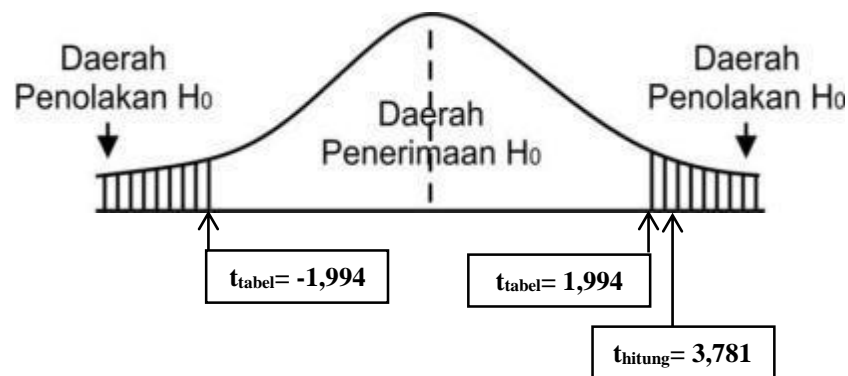 Daerah
Penolakan H0
Daerah
Penolakan H0
Daerah
Penerimaan H0
ttabel= -1,994
ttabel= 1,994
thitung= 3,781